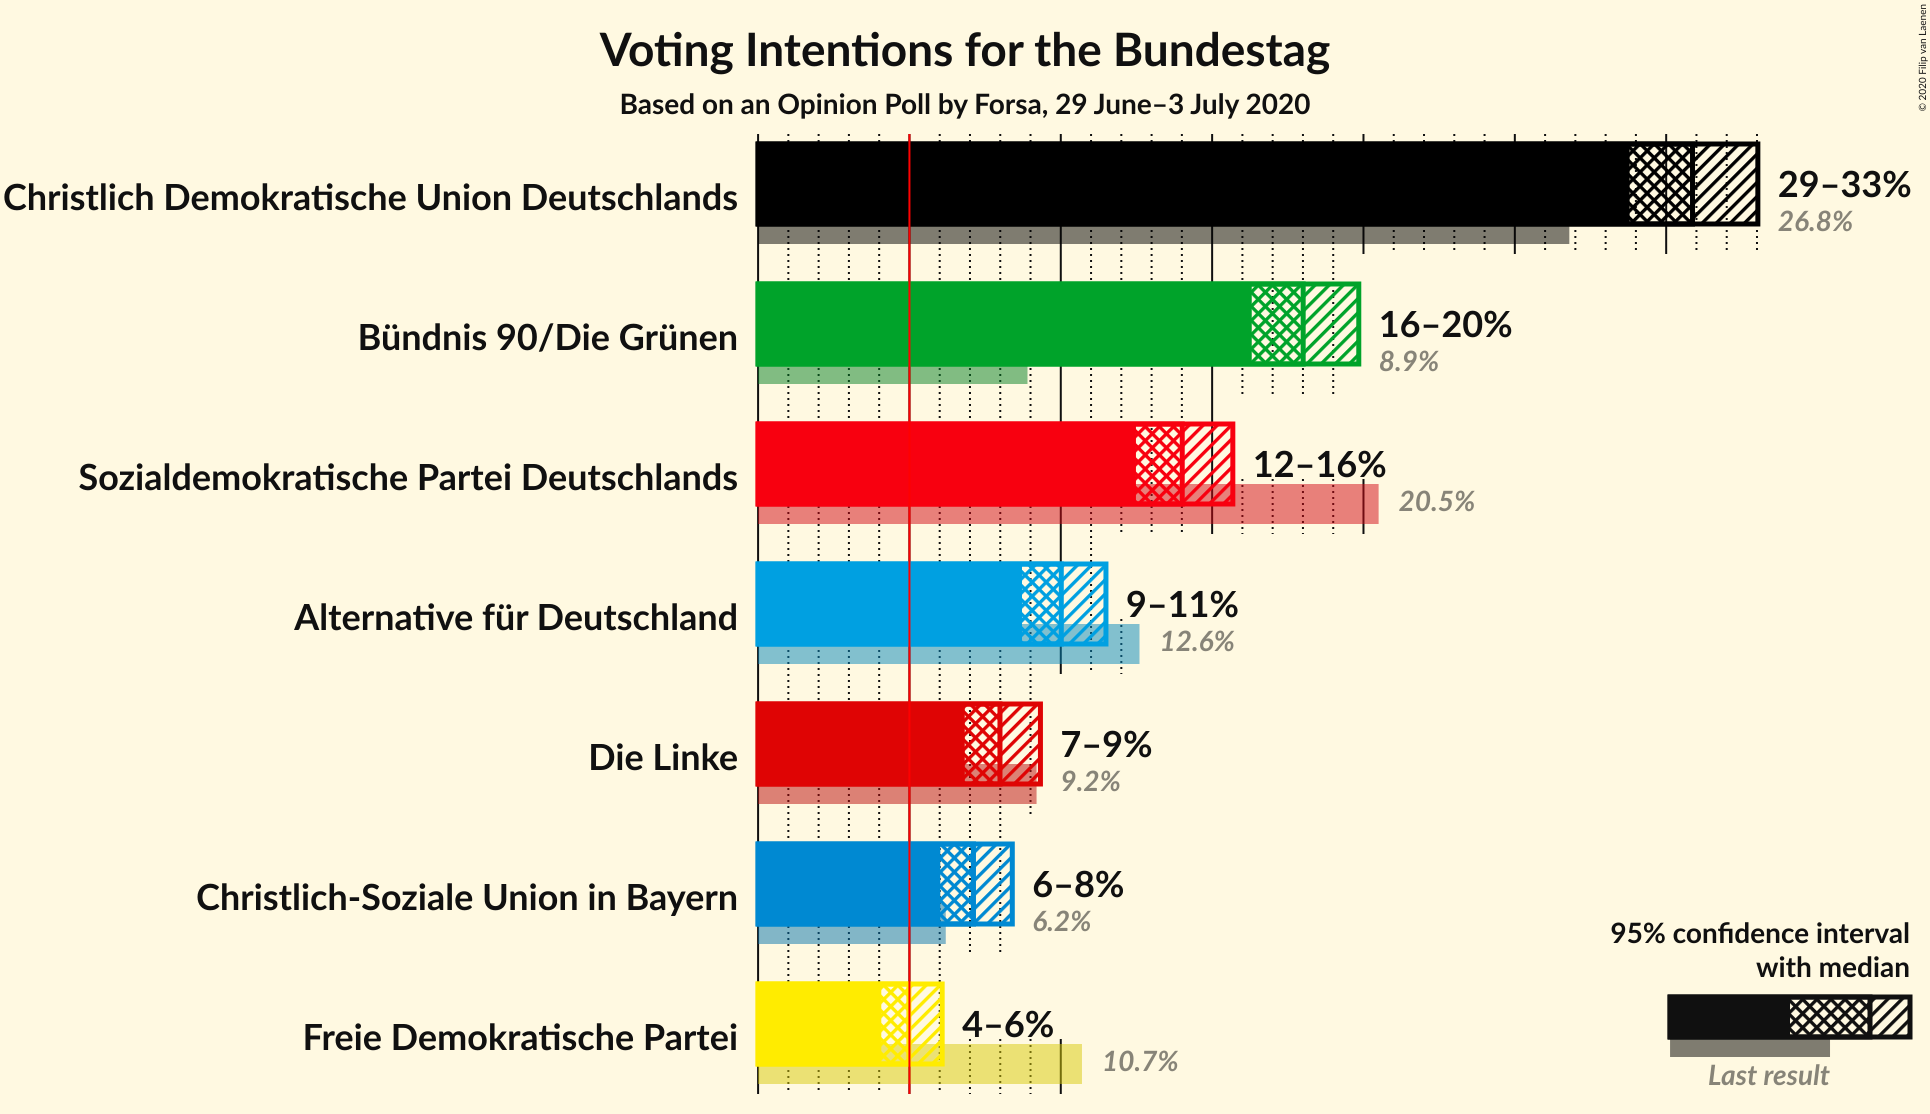 Voting Intentions for the Bundestag
Based on an Opinion Poll by Forsa, 29 June–3 July 2020
© 2020 Filip van Laenen
Christlich Demokratische Union Deutschlands
29–33%
26.8%
Bündnis 90/Die Grünen
16–20%
8.9%
Sozialdemokratische Partei Deutschlands
12–16%
20.5%
Alternative für Deutschland
9–11%
12.6%
Die Linke
7–9%
9.2%
Christlich-Soziale Union in Bayern
6–8%
6.2%
Freie Demokratische Partei
4–6%
10.7%
95% confidence interval
with median
Last result